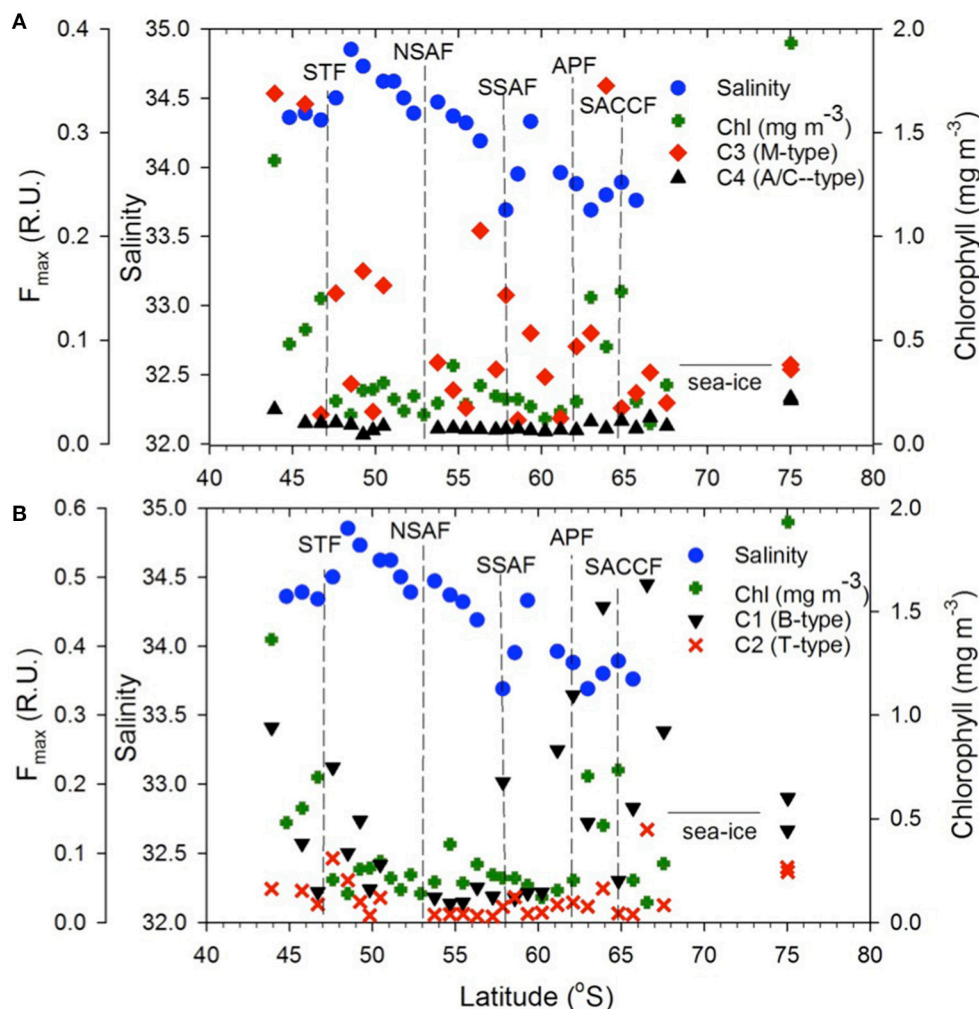 A
0.4
0.3
0.2
0.1
0.0
F max (R.U.)
35.0
34.5
34.0
33.5
33.0
32.5
32.0
Salinity
STF
NSAF
SSAF
APF
SACCF
Salinity
Chl (mg m-3)
C3 (M-type)
C4 (A/C--type)
sea-ice
2.0
1.5
1.0
0.5
0.0
Chlorophyll (mg m-3)
40 45 50 55 60 65 70 75 80
B
0.6
0.5
0.4
0.3
0.2
0.1
0.0
F max (R.U.)
35.0
34.5
34.0
33.5
33.0
32.5
32.0
Salinity
STF
NSAF
SSAF
APF
SACCF
Salinity
Chl (mg m-3)
C1 (B-type)
C2 (T-type)
sea-ice
2.0
1.5
1.0
0.5
0.0
Chlorophyll (mg m-3)
40 45 50 55 60 65 70 75 80
Latitude (°S)